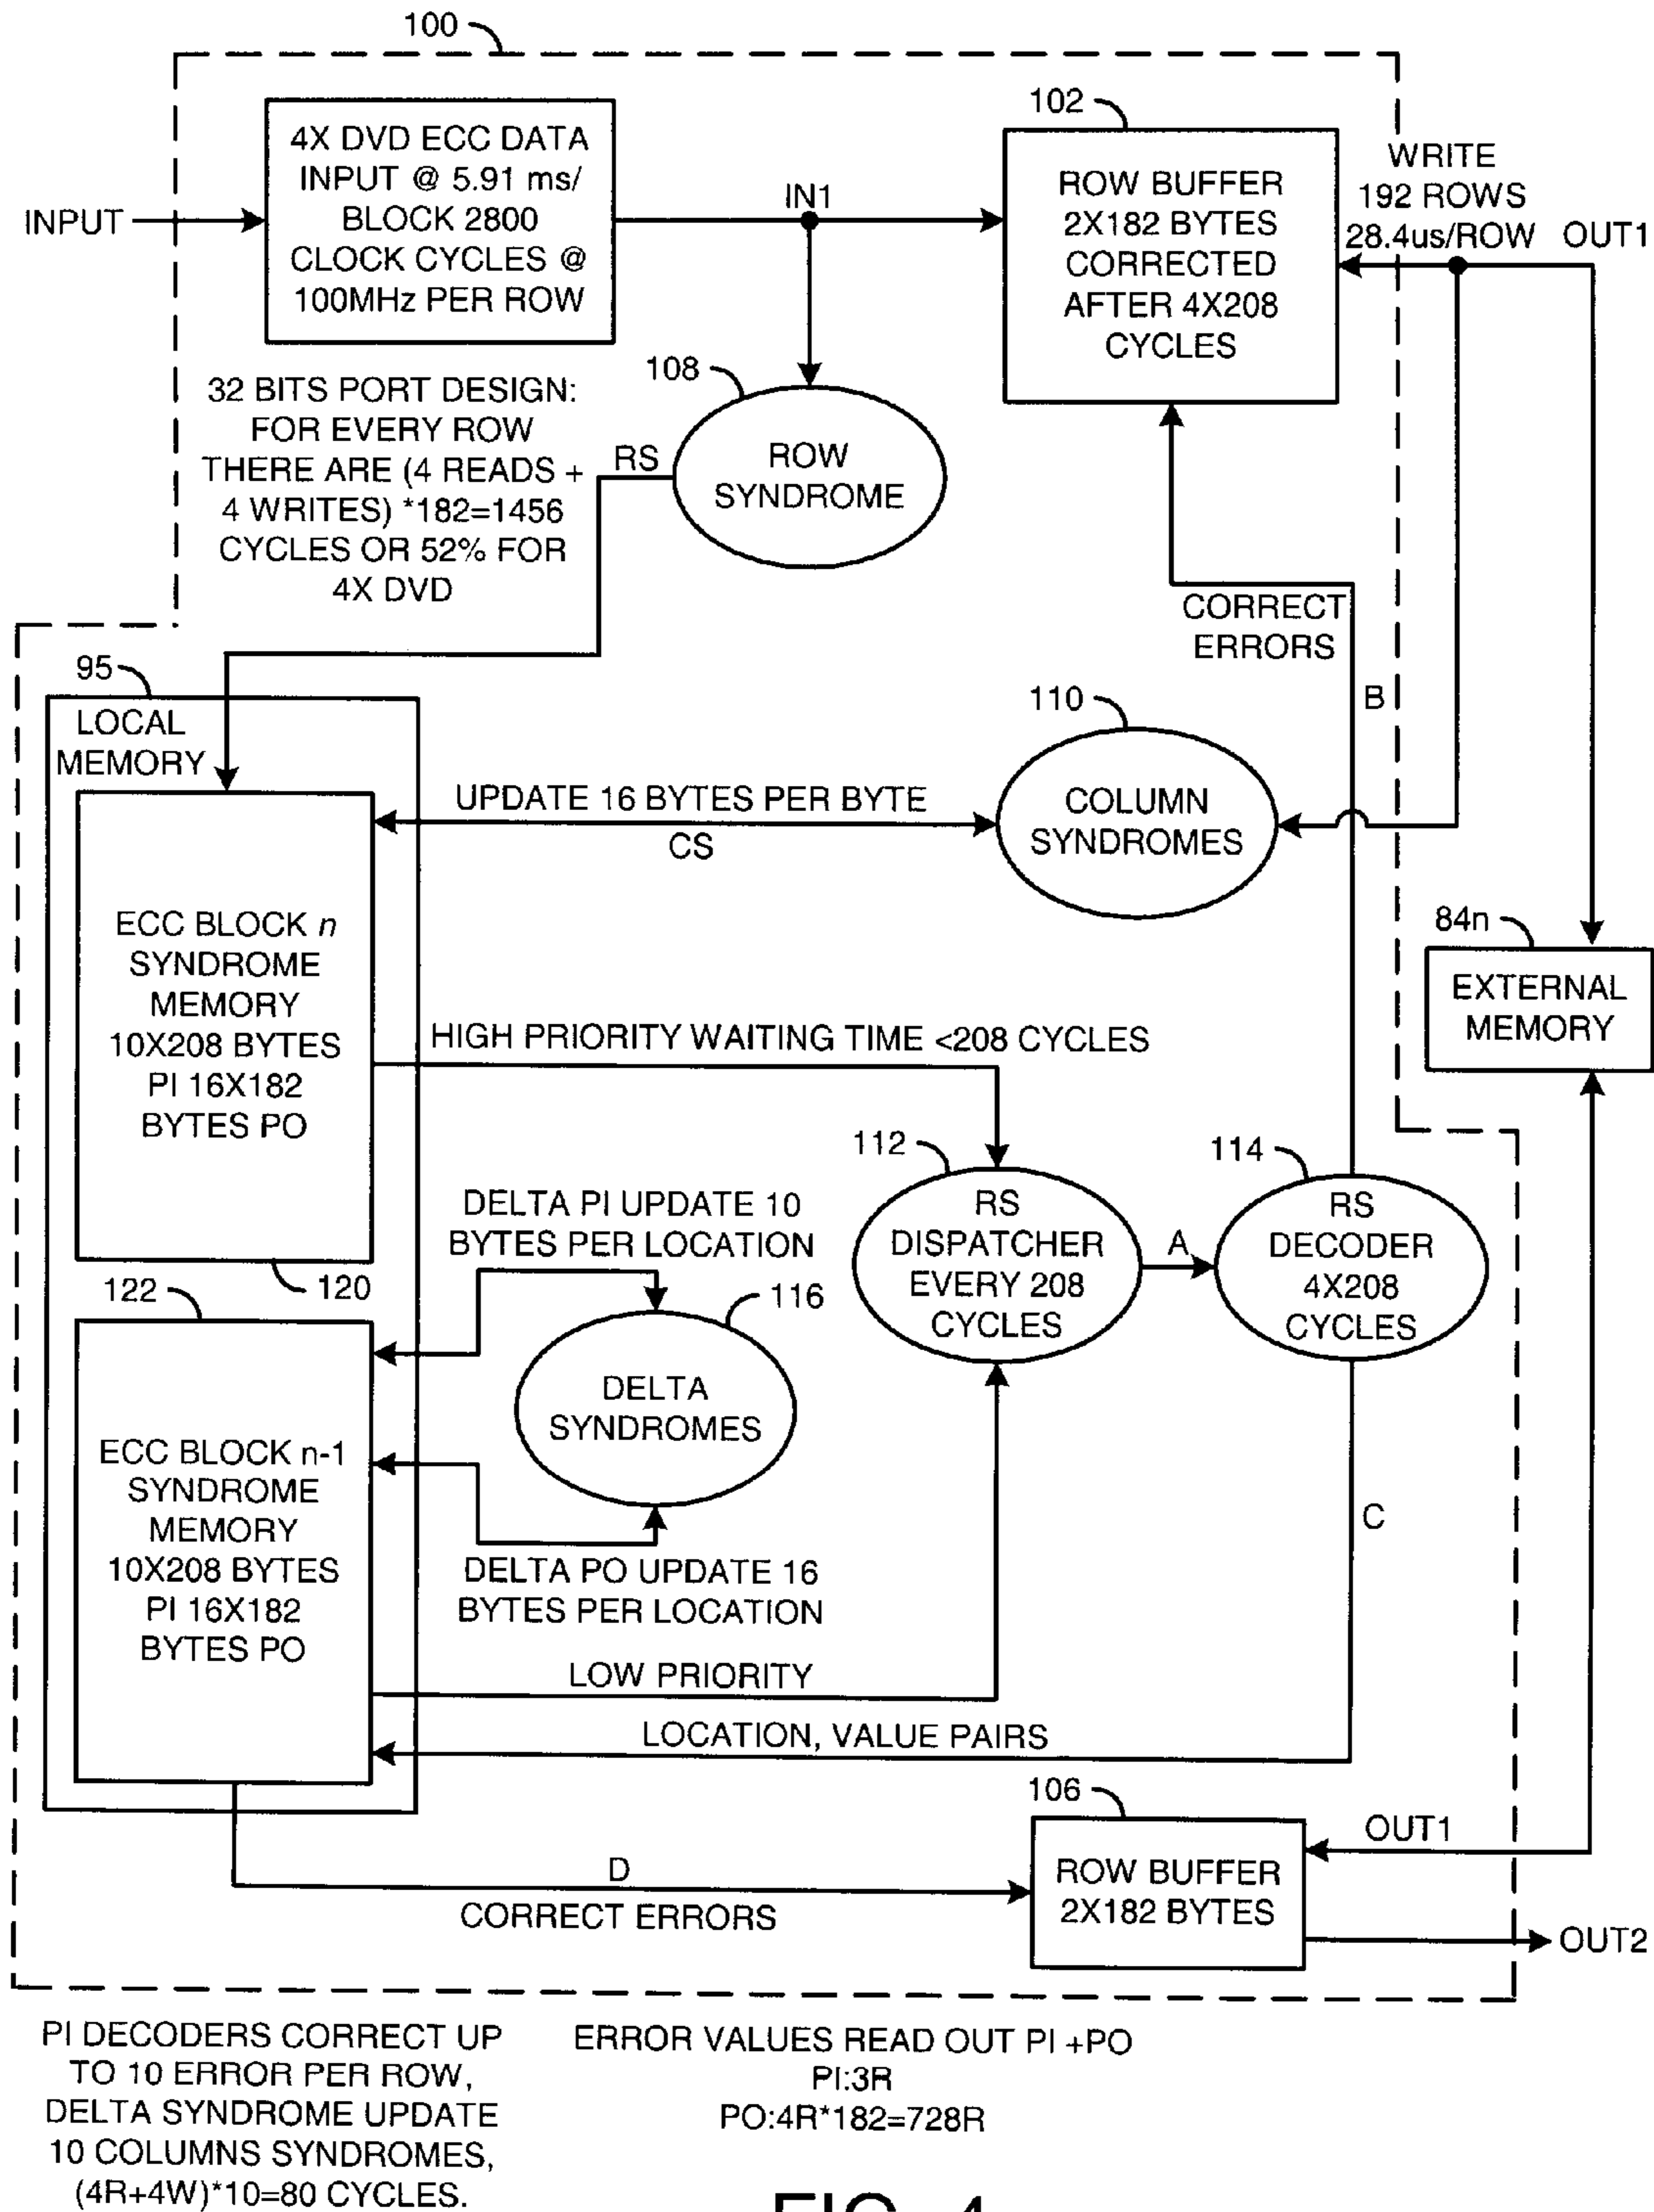 100
4X DVD ECC DATA
INPUT @ 5.91 ms/
BLOCK 2800
CLOCK CYCLES @
100MHz PER ROW
INPUT
IN1
102
ROW BUFFER
2X182 BYTES
CORRECTED
AFTER 4X208
CYCLES
WRITE
192 ROWS
28.4us/ROW
OUT1
32 BITS PORT DESIGN:
FOR EVERY ROW
THERE ARE (4 READS +
4 WRITES) *182=1456
CYCLES OR 52% FOR
4X DVD
108
ROW
SYNDROME
RS
CORRECT
ERRORS
B
95
LOCAL
MEMORY
110
COLUMN
SYNDROMES
UPDATE 16 BYTES PER BYTE
CS
ECC BLOCK n
SYNDROME
MEMORY
10X208 BYTES
PI 16X182
BYTES PO
120
84n
EXTERNAL
MEMORY
HIGH PRIORITY WAITING TIME <208 CYCLES
112
RS
DISPATCHER
EVERY 208
CYCLES
A
114
RS
DECODER
4X208
CYCLES
DELTA PI UPDATE 10
BYTES PER LOCATION
122
116
DELTA
SYNDROMES
ECC BLOCK n-1
SYNDROME
MEMORY
10X208 BYTES
PI 16X182
BYTES PO
C
DELTA PO UPDATE 16
BYTES PER LOCATION
LOW PRIORITY
LOCATION, VALUE PAIRS
106
ROW BUFFER
2X182 BYTES
OUT1
D
CORRECT ERRORS
OUT2
PI DECODERS CORRECT UP
TO 10 ERROR PER ROW,
DELTA SYNDROME UPDATE
10 COLUMNS SYNDROMES,
(4R+4W)*10=80 CYCLES.
ERROR VALUES READ OUT PI +PO
PI:3R
PO:4R*182=728R
FIG. 4